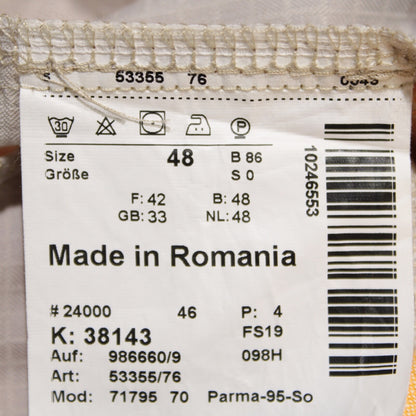 S 53355 76
30 P
Size 48 B 86
Größe S 0
F: 42 B: 48
GB: 33 NL: 48
10246553
Made in Romania
# 24000 46 P: 4
K: 38143 FS19
Auf: 986660/9 098H
Art: 53355/76
Mod: 71795 70 Parma-95-So